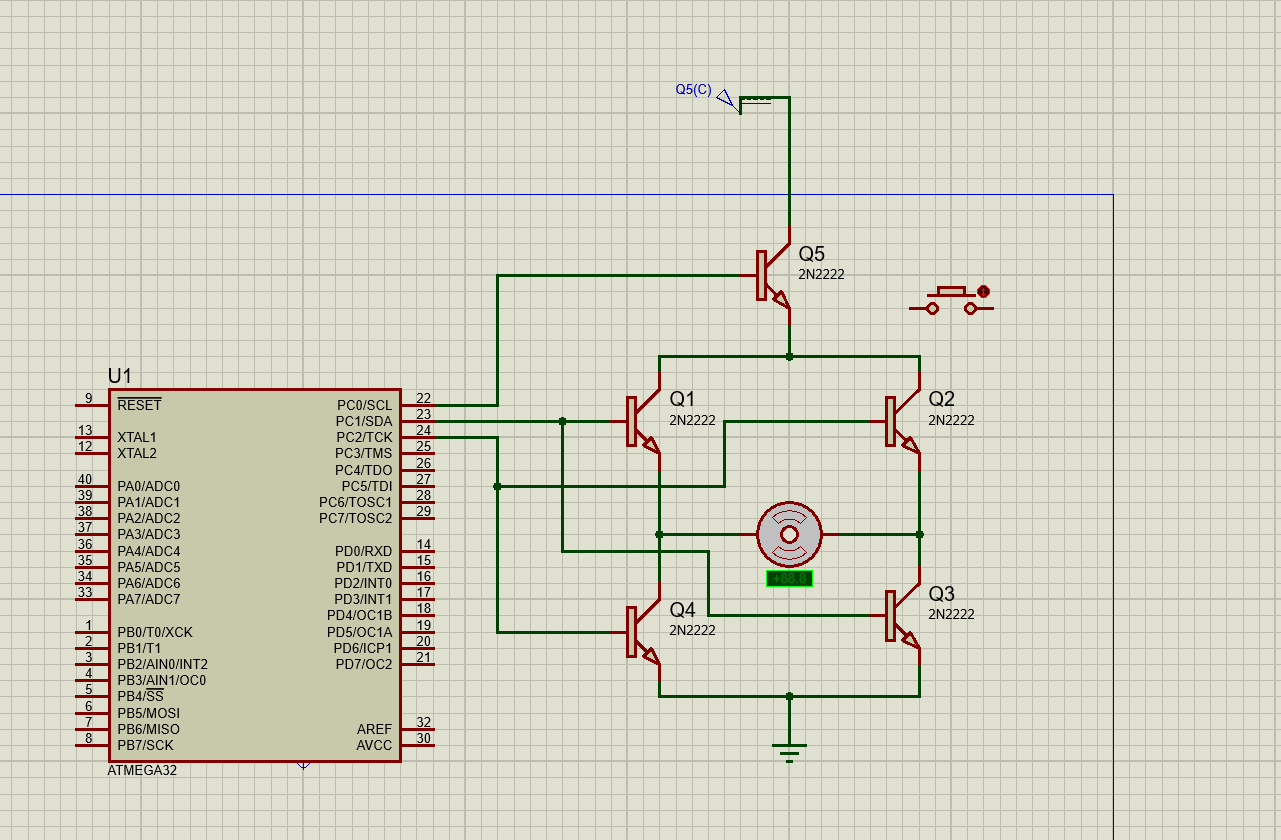 Q5(C)
Q5
2N2222
U1
Q1
2N2222
Q2
2N2222
9 RESET
13 XTAL1
12 XTAL2
40 PA0/ADC0
39 PA1/ADC1
38 PA2/ADC2
37 PA3/ADC3
36 PA4/ADC4
35 PA5/ADC5
34 PA6/ADC6
33 PA7/ADC7
1 PB0/T0/XCK
2 PB1/T1
3 PB2/AIN0/INT2
4 PB3/AIN1/OC0
5 PB4/SS
6 PB5/MOSI
7 PB6/MISO
8 PB7/SCK
PC0/SCL 22
PC1/SDA 23
PC2/TCK 24
PC3/TMS 25
PC4/TDO 26
PC5/TDI 27
PC6/TOSC1 28
PC7/TOSC2 29
PD0/RXD 14
PD1/TXD 15
PD2/INT0 16
PD3/INT1 17
PD4/OC1B 18
PD5/OC1A 19
PD6/ICP1 20
PD7/OC2 21
AREF 32
AVCC 30
ATMEGA32
+88.8
Q4
2N2222
Q3
2N2222